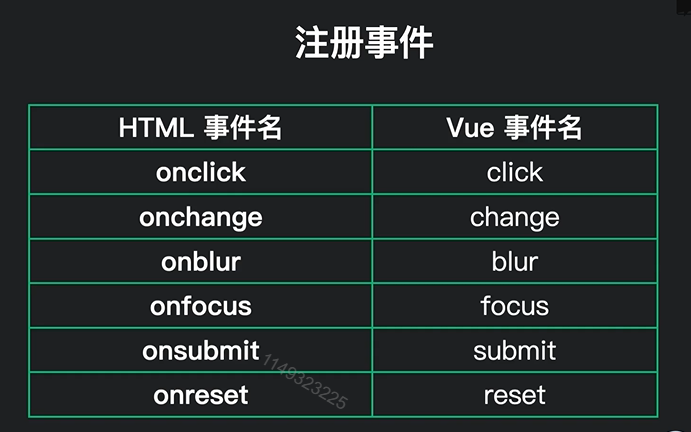 注册事件
HTML 事件名 Vue 事件名
onclick click
onchange change
onblur blur
onfocus focus
onsubmit submit
onreset reset
1149323225